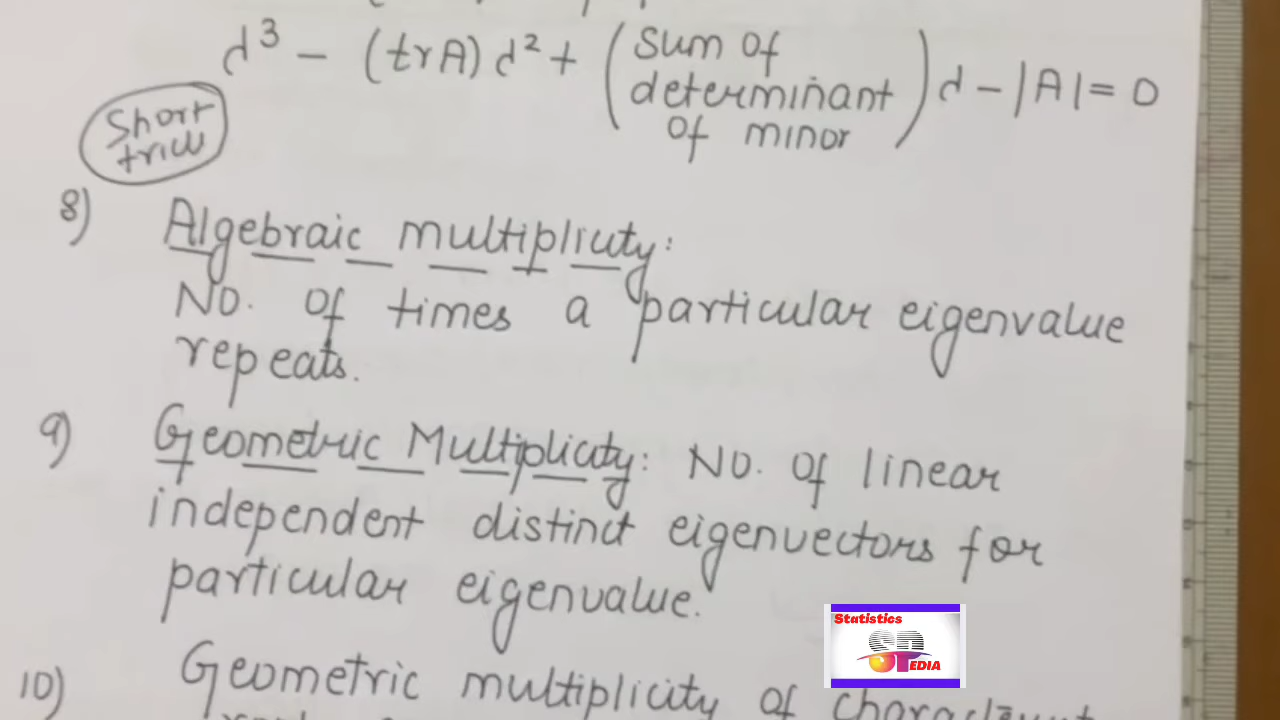 λ³ - (trA) λ² + (Sum of determinant of minor) λ - |A| = 0
Short trick
8) Algebraic multiplicity:
No. of times a particular eigenvalue
repeats.
9) Geometric Multiplicity: No. of linear
independent distinct eigenvectors for
particular eigenvalue.
Statistics
PEDIA
10) Geometric multiplicity of